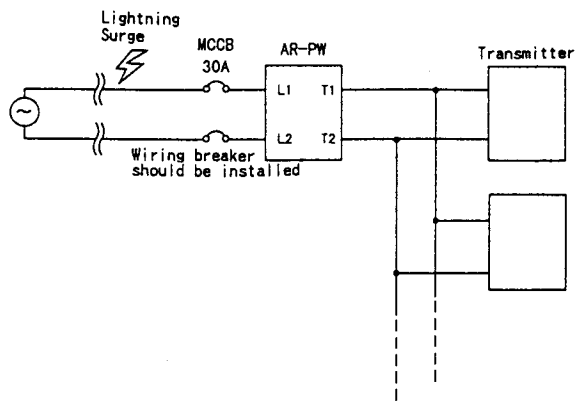 Lightning
Surge
MCCB
30A
AR-PW
Transmitter
L1
T1
L2
T2
Wiring breaker
should be installed